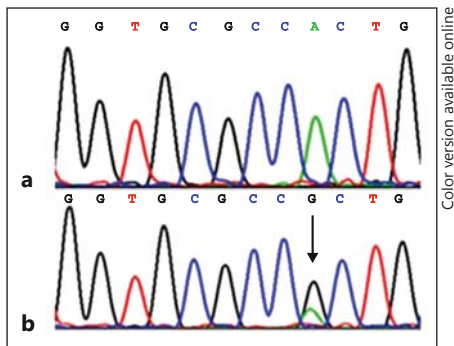 G G T G C G C C A C T G
a
G G T G C G C C G C T G
b
Color version available online